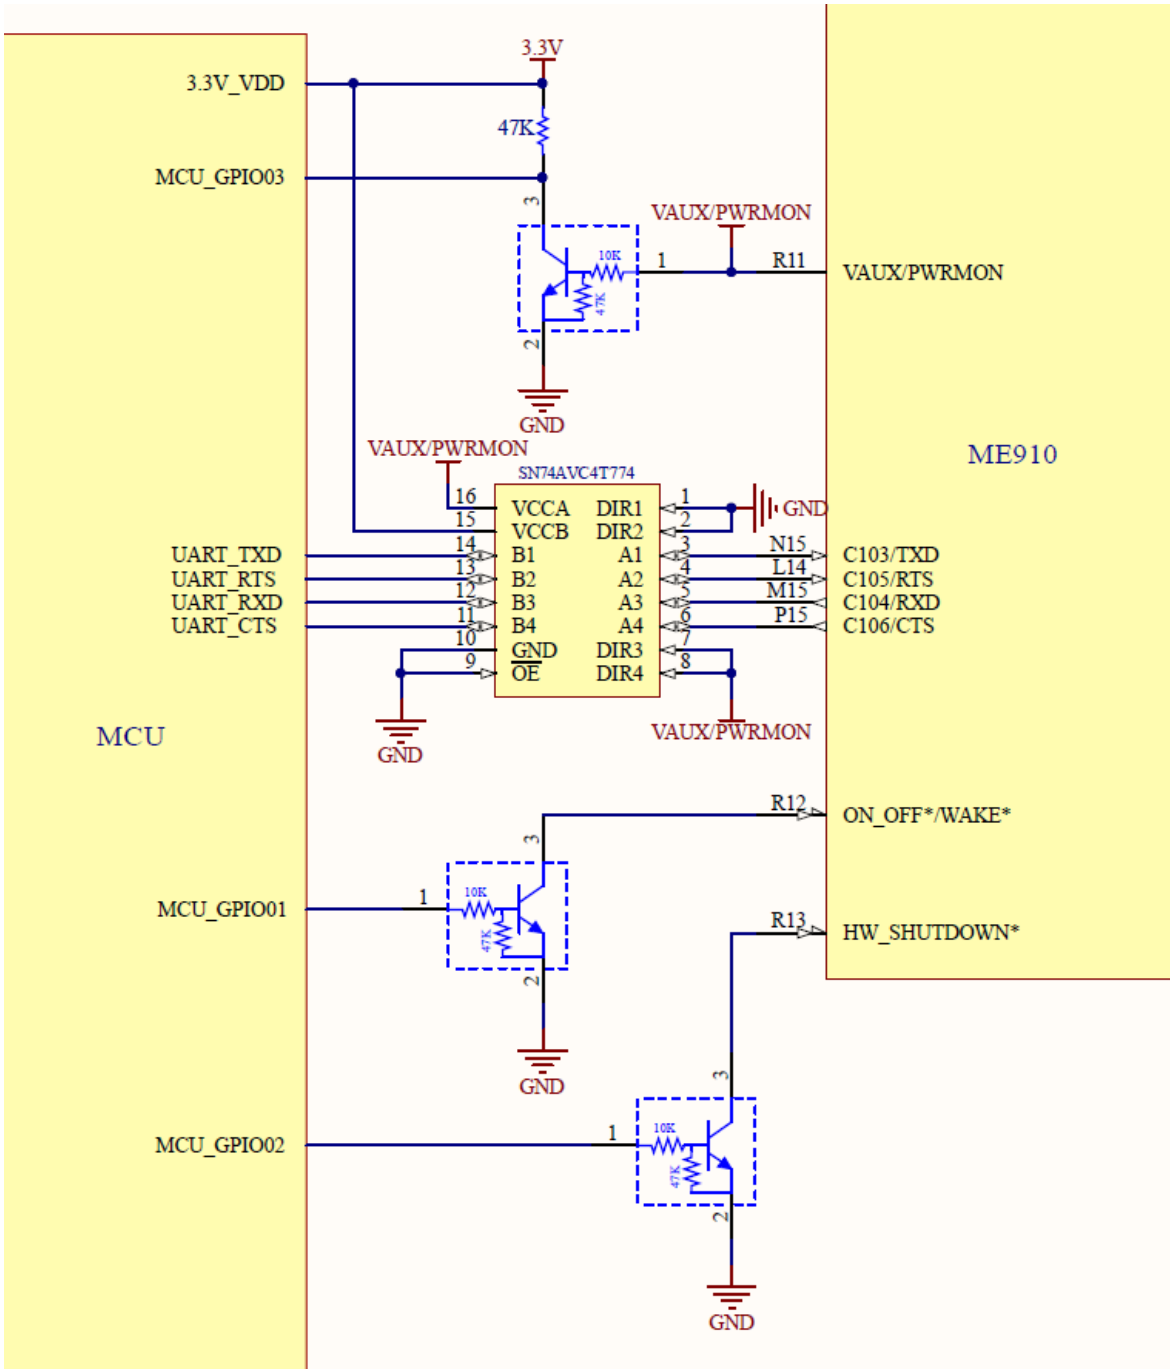 3.3V
3.3V_VDD
47K
MCU_GPIO03
3
VAUX/PWRMON
10K
1
R11
VAUX/PWRMON
47K
2
GND
VAUX/PWRMON
ME910
SN74AVC4T774
16 VCCA DIR1 1 GND
15 VCCB DIR2 2
UART_TXD 14 B1 A1 3 N15 C103/TXD
UART_RTS 13 B2 A2 4 L14 C105/RTS
UART_RXD 12 B3 A3 5 M15 C104/RXD
UART_CTS 11 B4 A4 6 P15 C106/CTS
10 GND DIR3 7
9 OE DIR4 8
MCU
GND
VAUX/PWRMON
R12 ON_OFF*/WAKE*
3
MCU_GPIO01
1
10K
47K
R13 HW_SHUTDOWN*
2
GND
3
MCU_GPIO02
1
10K
47K
2
GND